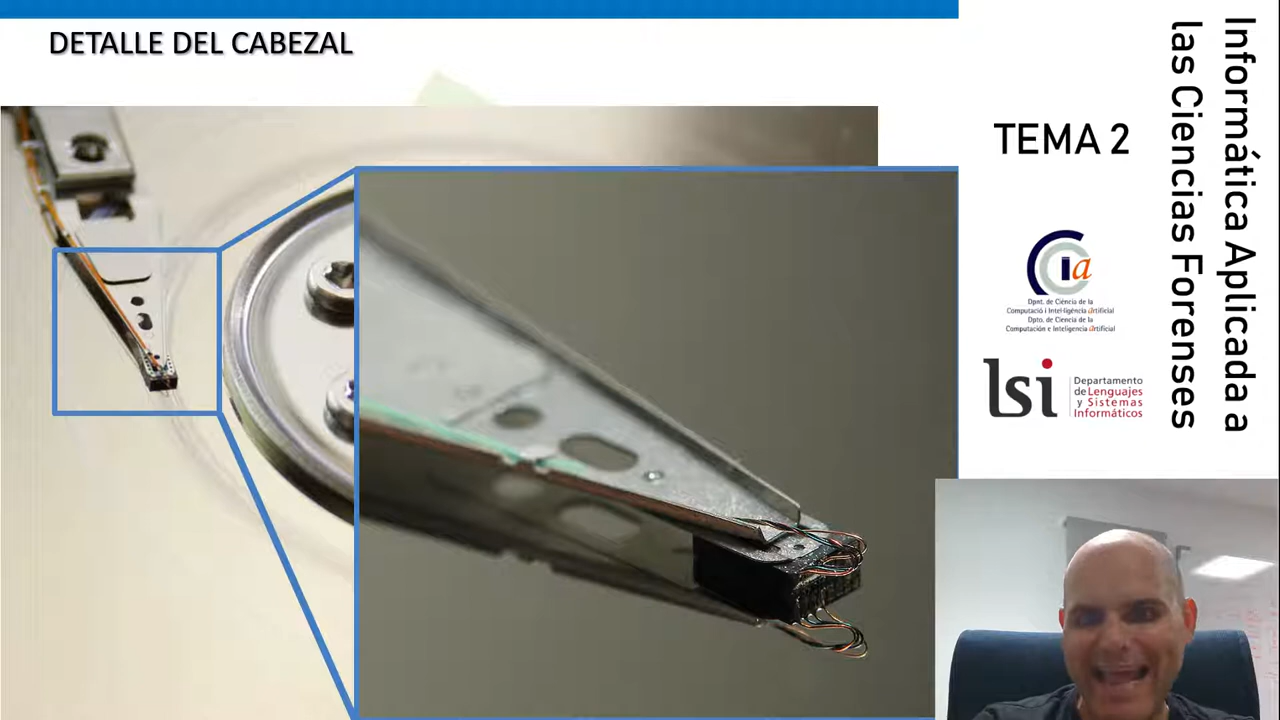 DETALLE DEL CABEZAL
TEMA 2
Informática Aplicada a
las Ciencias Forenses
Cia
Dpnt. de Ciència de la
Computació i Intel·ligència artificial
Dpto. de Ciencia de la
Computación e Inteligencia artificial
lsi
Departamento
de Lenguajes
y Sistemas
Informáticos